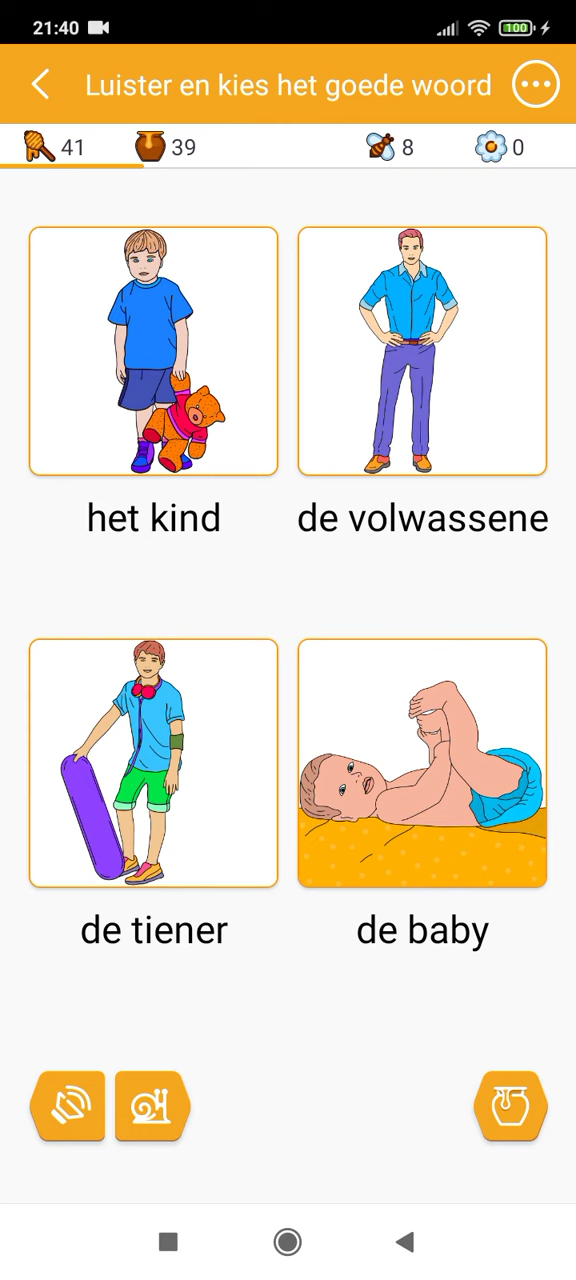 21:40 100
Luister en kies het goede woord
41 39 8 0
het kind de volwassene
de tiener de baby